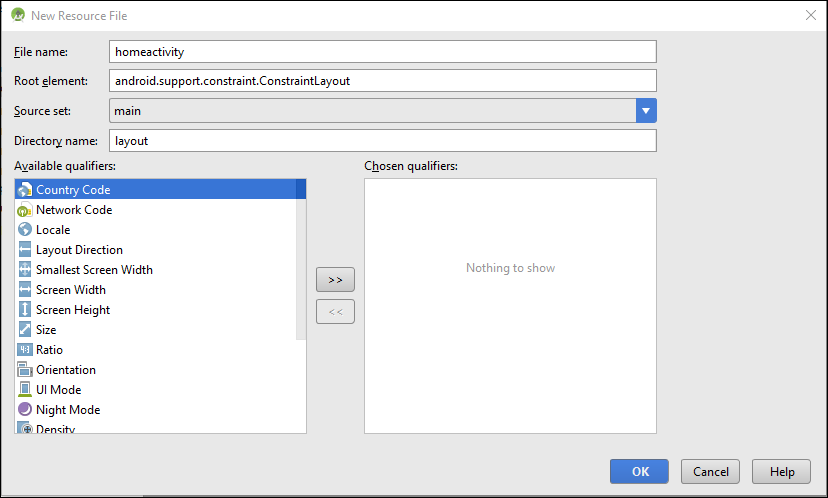 New Resource File
File name: homeactivity
Root element: android.support.constraint.ConstraintLayout
Source set: main
Directory name: layout
Available qualifiers: Chosen qualifiers:
Country Code
Network Code
Locale
Layout Direction
Smallest Screen Width
Nothing to show
>>
Screen Width
Screen Height
<<
Size
Ratio
Orientation
UI Mode
Night Mode
Density
OK Cancel Help